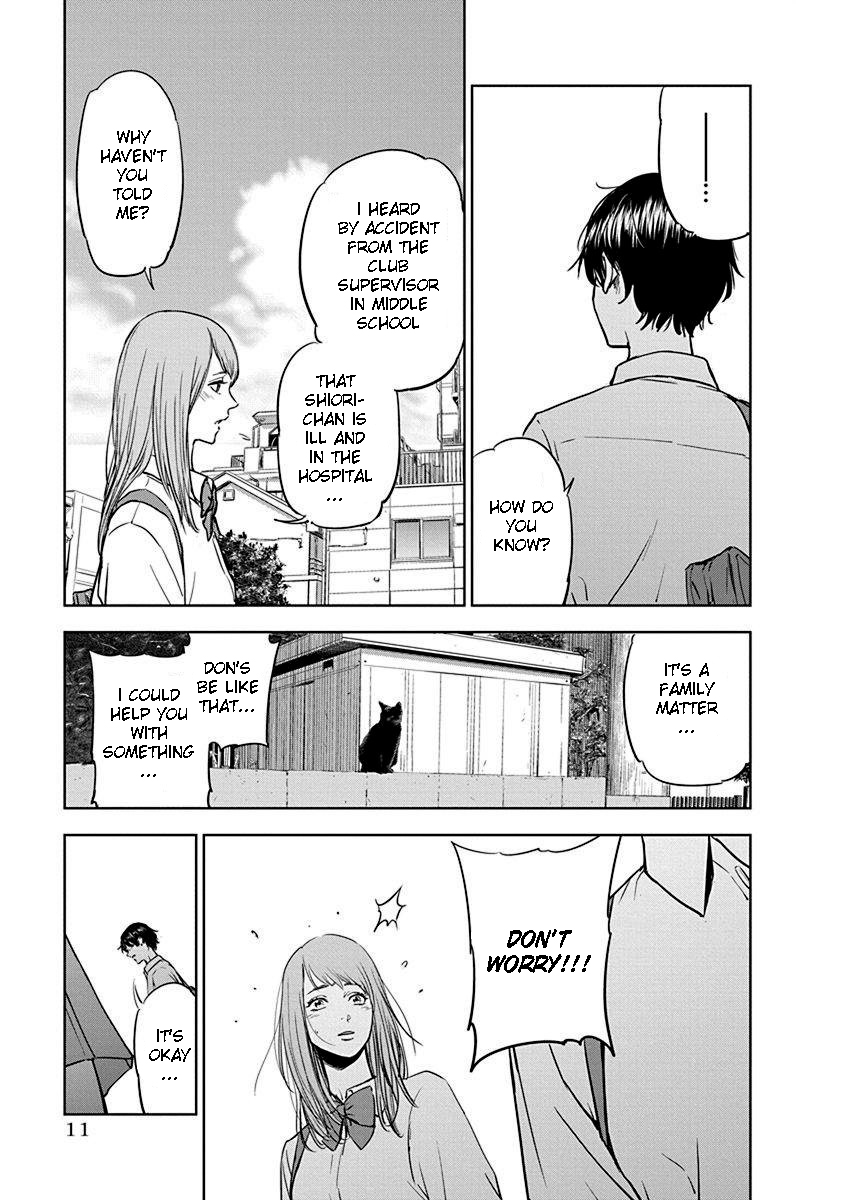 —…
HOW DO
YOU
KNOW?
I HEARD
BY ACCIDENT
FROM THE
CLUB
SUPERVISOR
IN MIDDLE
SCHOOL
THAT
SHIORI-
CHAN IS
ILL AND
IN THE
HOSPITAL
...
WHY
HAVEN'T
YOU
TOLD
ME?
IT'S A
FAMILY
MATTER
...
DON'S
BE LIKE
THAT...
I COULD
HELP YOU
WITH
SOMETHING
...
DON'T
WORRY!!!
IT'S
OKAY
...
11